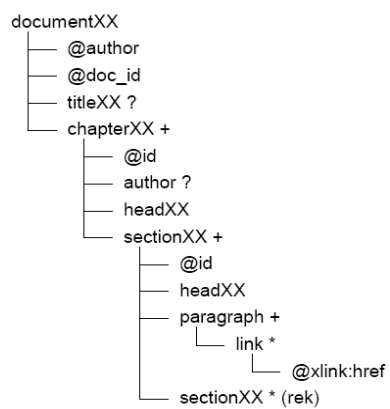 documentXX
@author
@doc_id
titleXX ?
chapterXX +
@id
author ?
headXX
sectionXX +
@id
headXX
paragraph +
link *
@xlink:href
sectionXX * (rek)